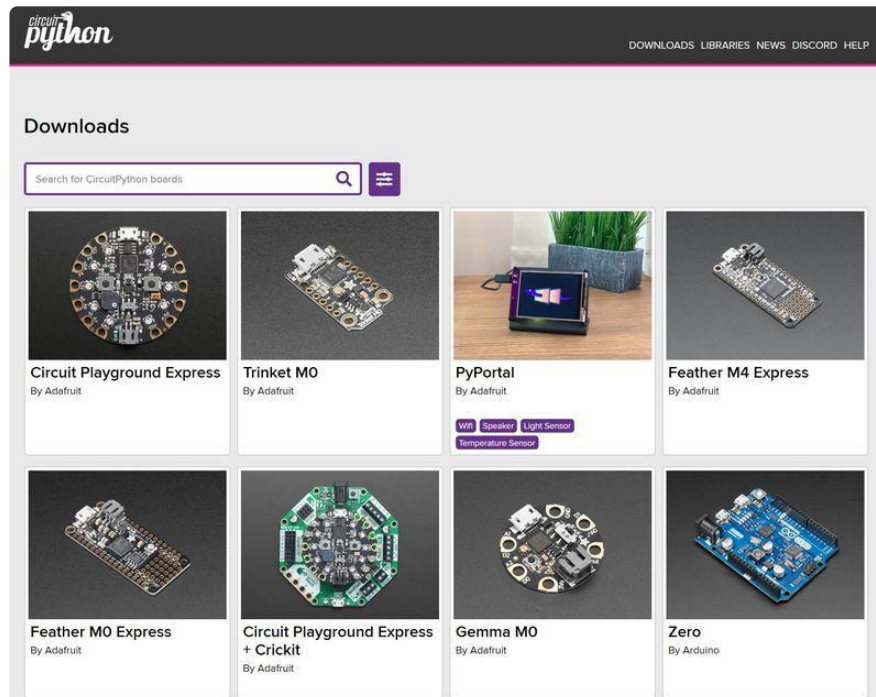 circuit
python
DOWNLOADS LIBRARIES NEWS DISCORD HELP
Downloads
Search for CircuitPython boards
Circuit Playground Express
By Adafruit
Trinket M0
By Adafruit
PyPortal
By Adafruit
Wifi Speaker Light Sensor
Temperature Sensor
Feather M4 Express
By Adafruit
Feather M0 Express
By Adafruit
Circuit Playground Express
+ Crickit
By Adafruit
Gemma M0
By Adafruit
Zero
By Arduino